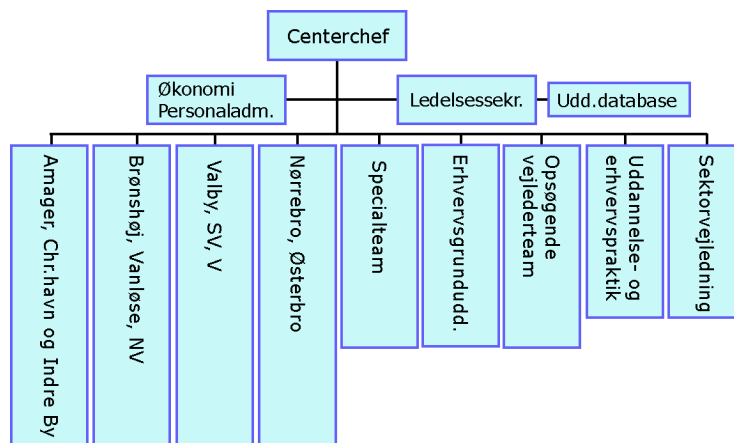 Centerchef
Økonomi
Personaladm.
Ledelsessekr.
Udd.database
Amager, Chr.havn og Indre By
Brønshøj, Vanløse, NV
Valby, SV, V
Nørrebro, Østerbro
Specialteam
Erhvervsgrundudd.
Opsøgende
vejlederteam
Uddannelse- og
erhvervspraktik
Sektorvejledning